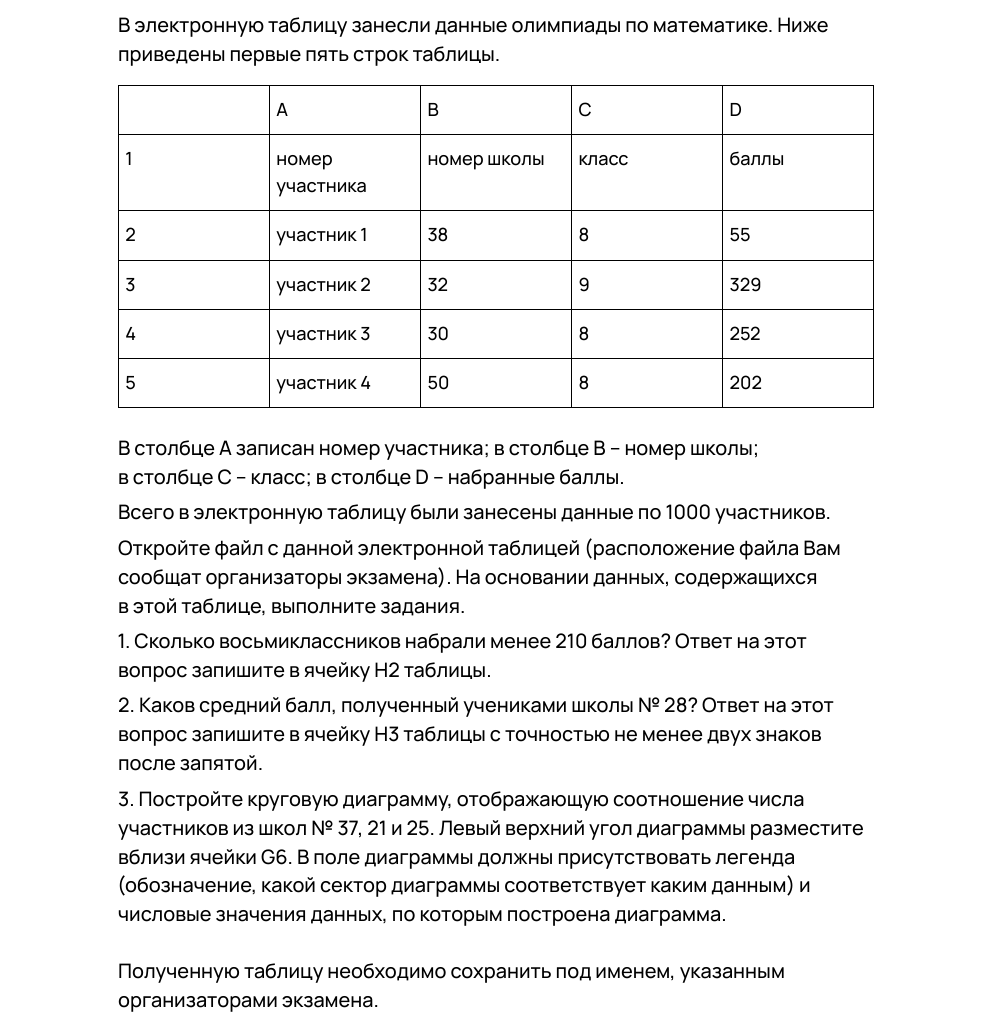 В электронную таблицу занесли данные олимпиады по математике. Ниже
приведены первые пять строк таблицы.
A B C D
1 номер участника номер школы класс баллы
2 участник 1 38 8 55
3 участник 2 32 9 329
4 участник 3 30 8 252
5 участник 4 50 8 202
В столбце A записан номер участника; в столбце B – номер школы;
в столбце C – класс; в столбце D – набранные баллы.
Всего в электронную таблицу были занесены данные по 1000 участников.
Откройте файл с данной электронной таблицей (расположение файла Вам
сообщат организаторы экзамена). На основании данных, содержащихся
в этой таблице, выполните задания.
1. Сколько восьмиклассников набрали менее 210 баллов? Ответ на этот
вопрос запишите в ячейку H2 таблицы.
2. Каков средний балл, полученный учениками школы № 28? Ответ на этот
вопрос запишите в ячейку H3 таблицы с точностью не менее двух знаков
после запятой.
3. Постройте круговую диаграмму, отображающую соотношение числа
участников из школ № 37, 21 и 25. Левый верхний угол диаграммы разместите
вблизи ячейки G6. В поле диаграммы должны присутствовать легенда
(обозначение, какой сектор диаграммы соответствует каким данным) и
числовые значения данных, по которым построена диаграмма.
Полученную таблицу необходимо сохранить под именем, указанным
организаторами экзамена.